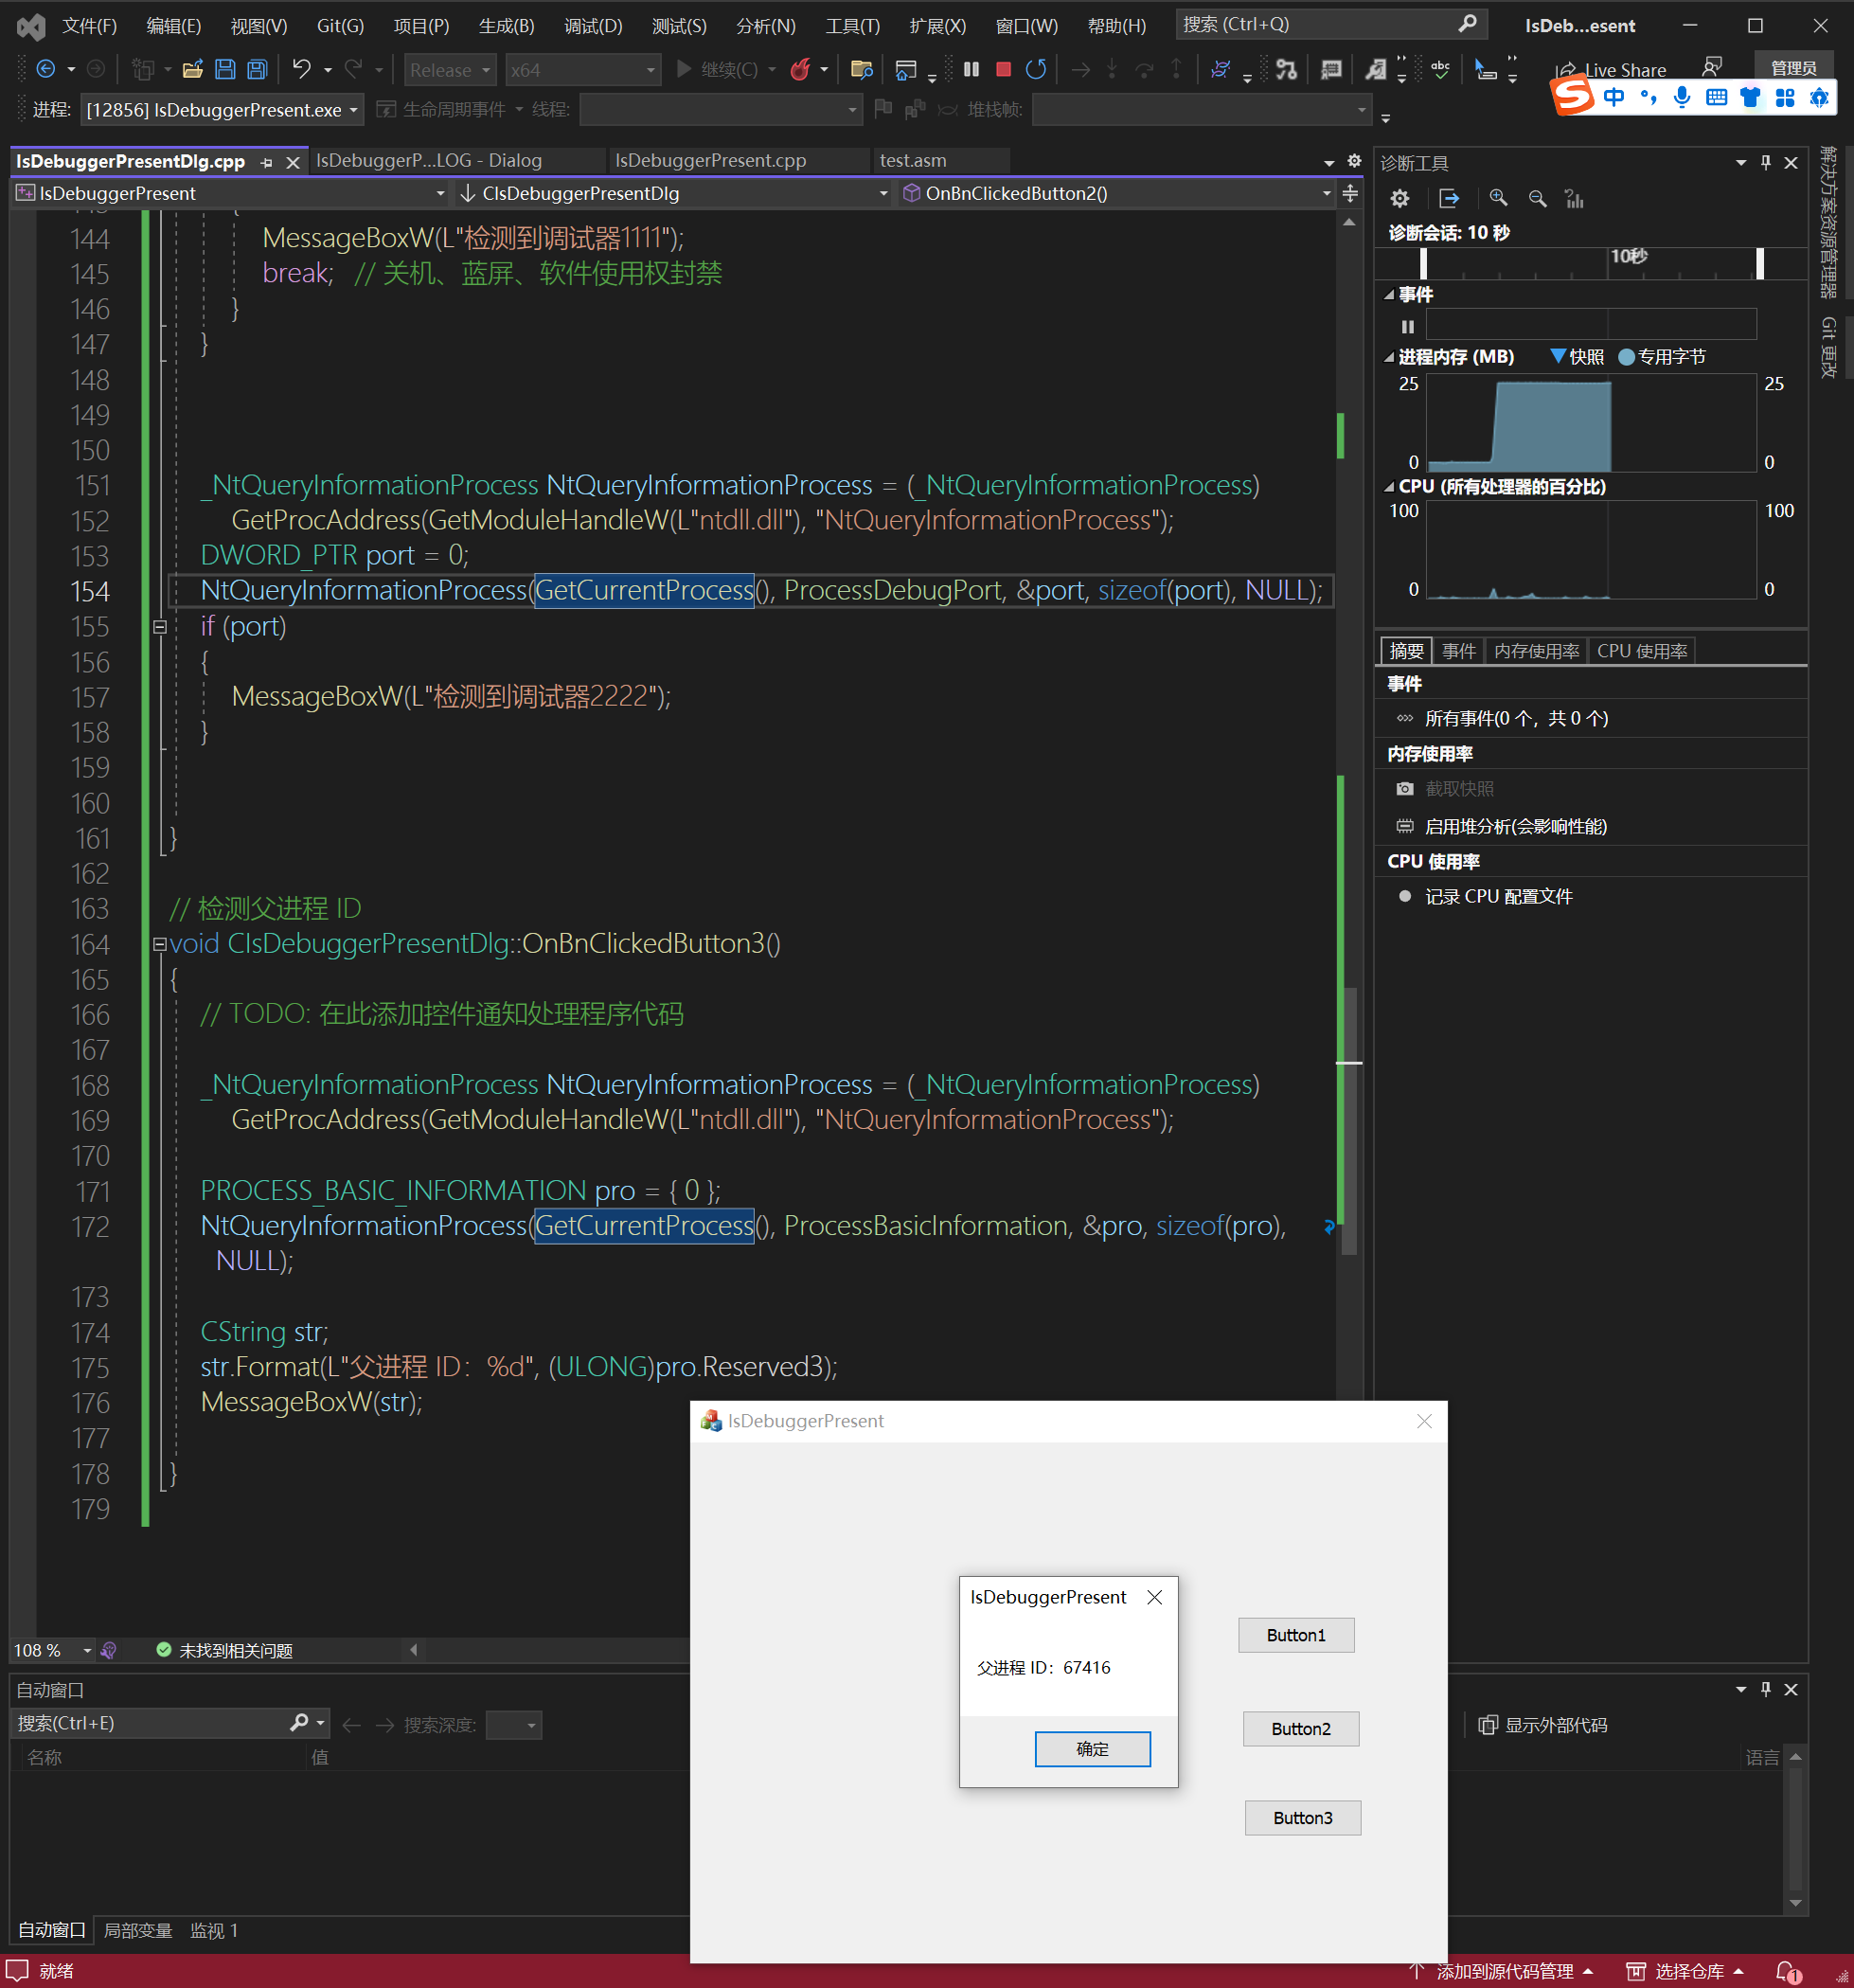 文件(F) 编辑(E) 视图(V) Git(G) 项目(P) 生成(B) 调试(D) 测试(S) 分析(N) 工具(T) 扩展(X) 窗口(W) 帮助(H) 搜索 (Ctrl+Q) IsDeb...esent
Release x64 继续(C) Live Share 管理员
进程: [12856] IsDebuggerPresent.exe 生命周期事件 线程: 堆栈帧: 中
IsDebuggerPresentDlg.cpp IsDebuggerP...LOG - Dialog IsDebuggerPresent.cpp test.asm
IsDebuggerPresent CIsDebuggerPresentDlg OnBnClickedButton2()
144 MessageBoxW(L"检测到调试器1111");
145 break; // 关机、蓝屏、软件使用权封禁
146 }
147 }
148
149
150
151 _NtQueryInformationProcess NtQueryInformationProcess = (_NtQueryInformationProcess)
152 GetProcAddress(GetModuleHandleW(L"ntdll.dll"), "NtQueryInformationProcess");
153 DWORD_PTR port = 0;
154 NtQueryInformationProcess(GetCurrentProcess(), ProcessDebugPort, &port, sizeof(port), NULL);
155 if (port)
156 {
157 MessageBoxW(L"检测到调试器2222");
158 }
159
160
161 }
162
163 // 检测父进程 ID
164 void CIsDebuggerPresentDlg::OnBnClickedButton3()
165 {
166 // TODO: 在此添加控件通知处理程序代码
167
168 _NtQueryInformationProcess NtQueryInformationProcess = (_NtQueryInformationProcess)
169 GetProcAddress(GetModuleHandleW(L"ntdll.dll"), "NtQueryInformationProcess");
170
171 PROCESS_BASIC_INFORMATION pro = { 0 };
172 NtQueryInformationProcess(GetCurrentProcess(), ProcessBasicInformation, &pro, sizeof(pro),
NULL);
173
174 CString str;
175 str.Format(L"父进程 ID：%d", (ULONG)pro.Reserved3);
176 MessageBoxW(str);
177
178 }
179
108 % 未找到相关问题
诊断工具
诊断会话: 10 秒
10秒
事件
进程内存 (MB) 快照 专用字节
25 25
0 0
CPU (所有处理器的百分比)
100 100
0 0
摘要 事件 内存使用率 CPU 使用率
事件
所有事件(0 个，共 0 个)
内存使用率
截取快照
启用堆分析(会影响性能)
CPU 使用率
记录 CPU 配置文件
解决方案资源管理器
Git 更改
IsDebuggerPresent
IsDebuggerPresent
父进程 ID：67416
确定
Button1
Button2
Button3
自动窗口
搜索(Ctrl+E) 搜索深度: 显示外部代码
名称 值 语言
自动窗口 局部变量 监视 1
就绪 添加到源代码管理 选择仓库 1